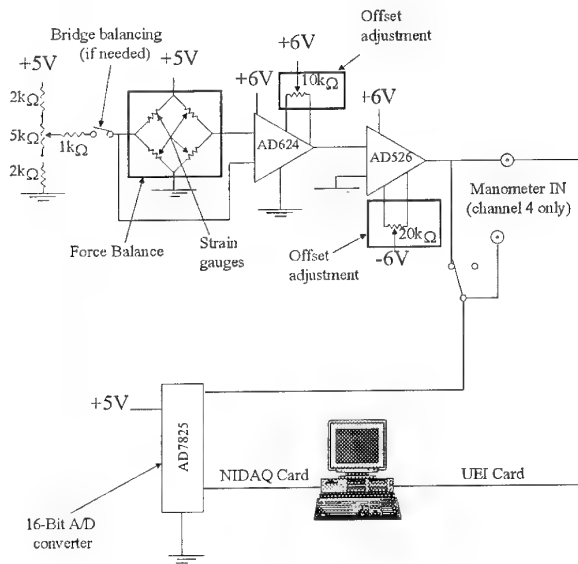 Bridge balancing
(if needed)
Offset
adjustment
+5V
+5V
+6V
+6V
10kΩ
2kΩ
5kΩ
1kΩ
2kΩ
AD624
+6V
AD526
Manometer IN
(channel 4 only)
20kΩ
-6V
Force Balance
Strain
gauges
Offset
adjustment
+5V
AD7825
NIDAQ Card
UEI Card
16-Bit A/D
converter